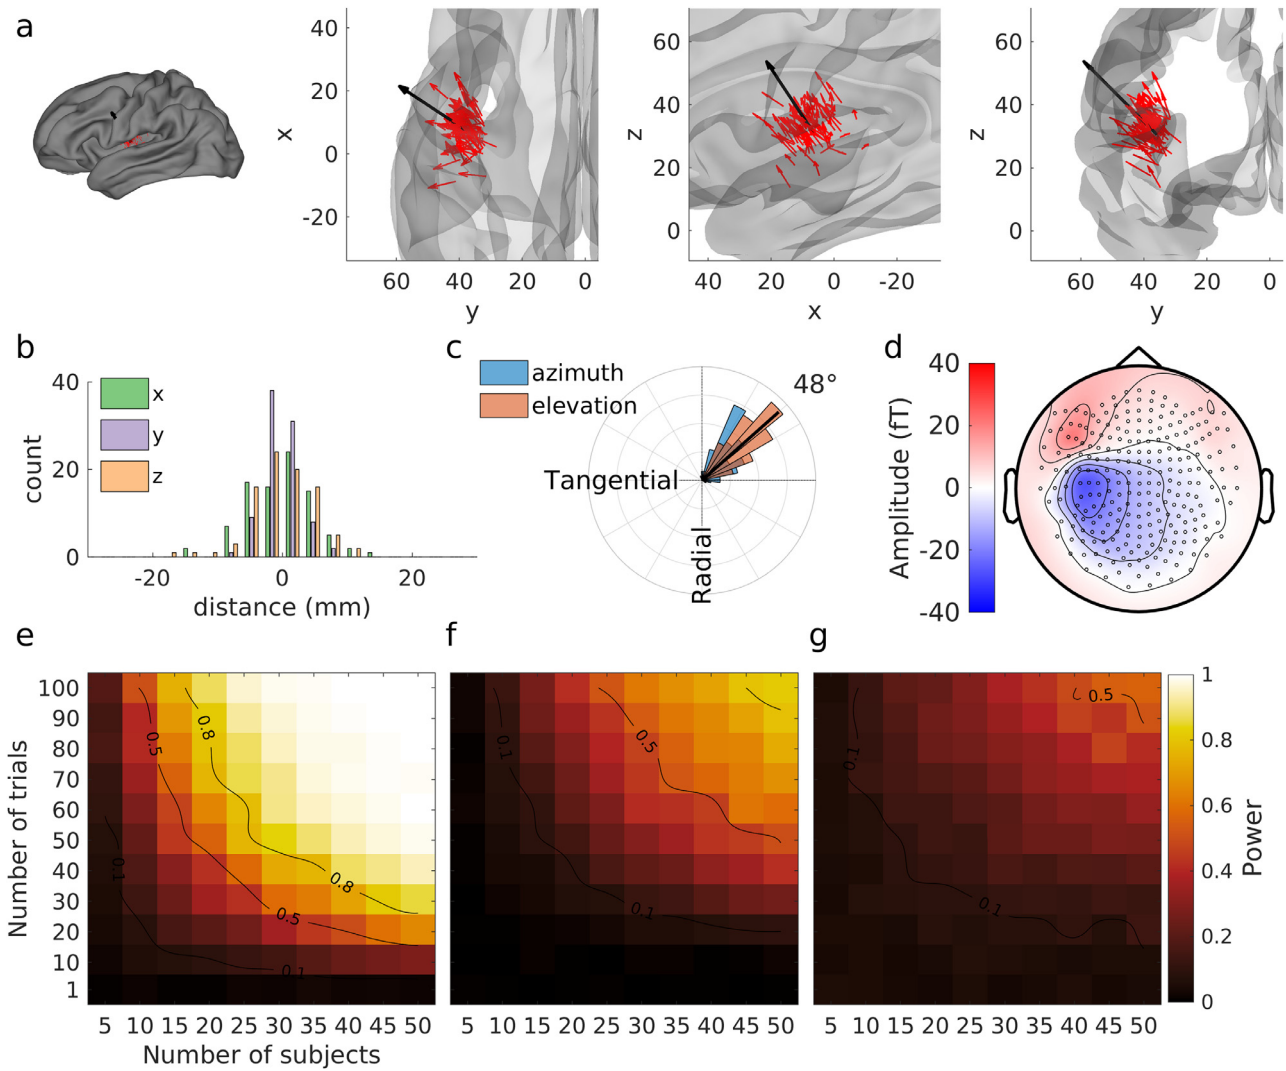 a
x
40
20
0
-20
60
40
20
0
y
z
60
40
20
0
40
20
0
-20
x
z
60
40
20
0
60
40
20
0
y
b
count
40
20
0
x
y
z
-20
0
20
distance (mm)
c
azimuth
elevation
48°
Tangential
Radial
d
Amplitude (fT)
40
20
0
-20
-40
e
Number of trials
100
90
80
70
60
50
40
30
20
10
1
0.8
0.5
0.1
0.8
0.5
0.1
5 10 15 20 25 30 35 40 45 50
Number of subjects
f
0.1
0.5
0.1
5 10 15 20 25 30 35 40 45 50
g
0.5
0.1
0.1
5 10 15 20 25 30 35 40 45 50
1
0.8
0.6
0.4
0.2
0
Power